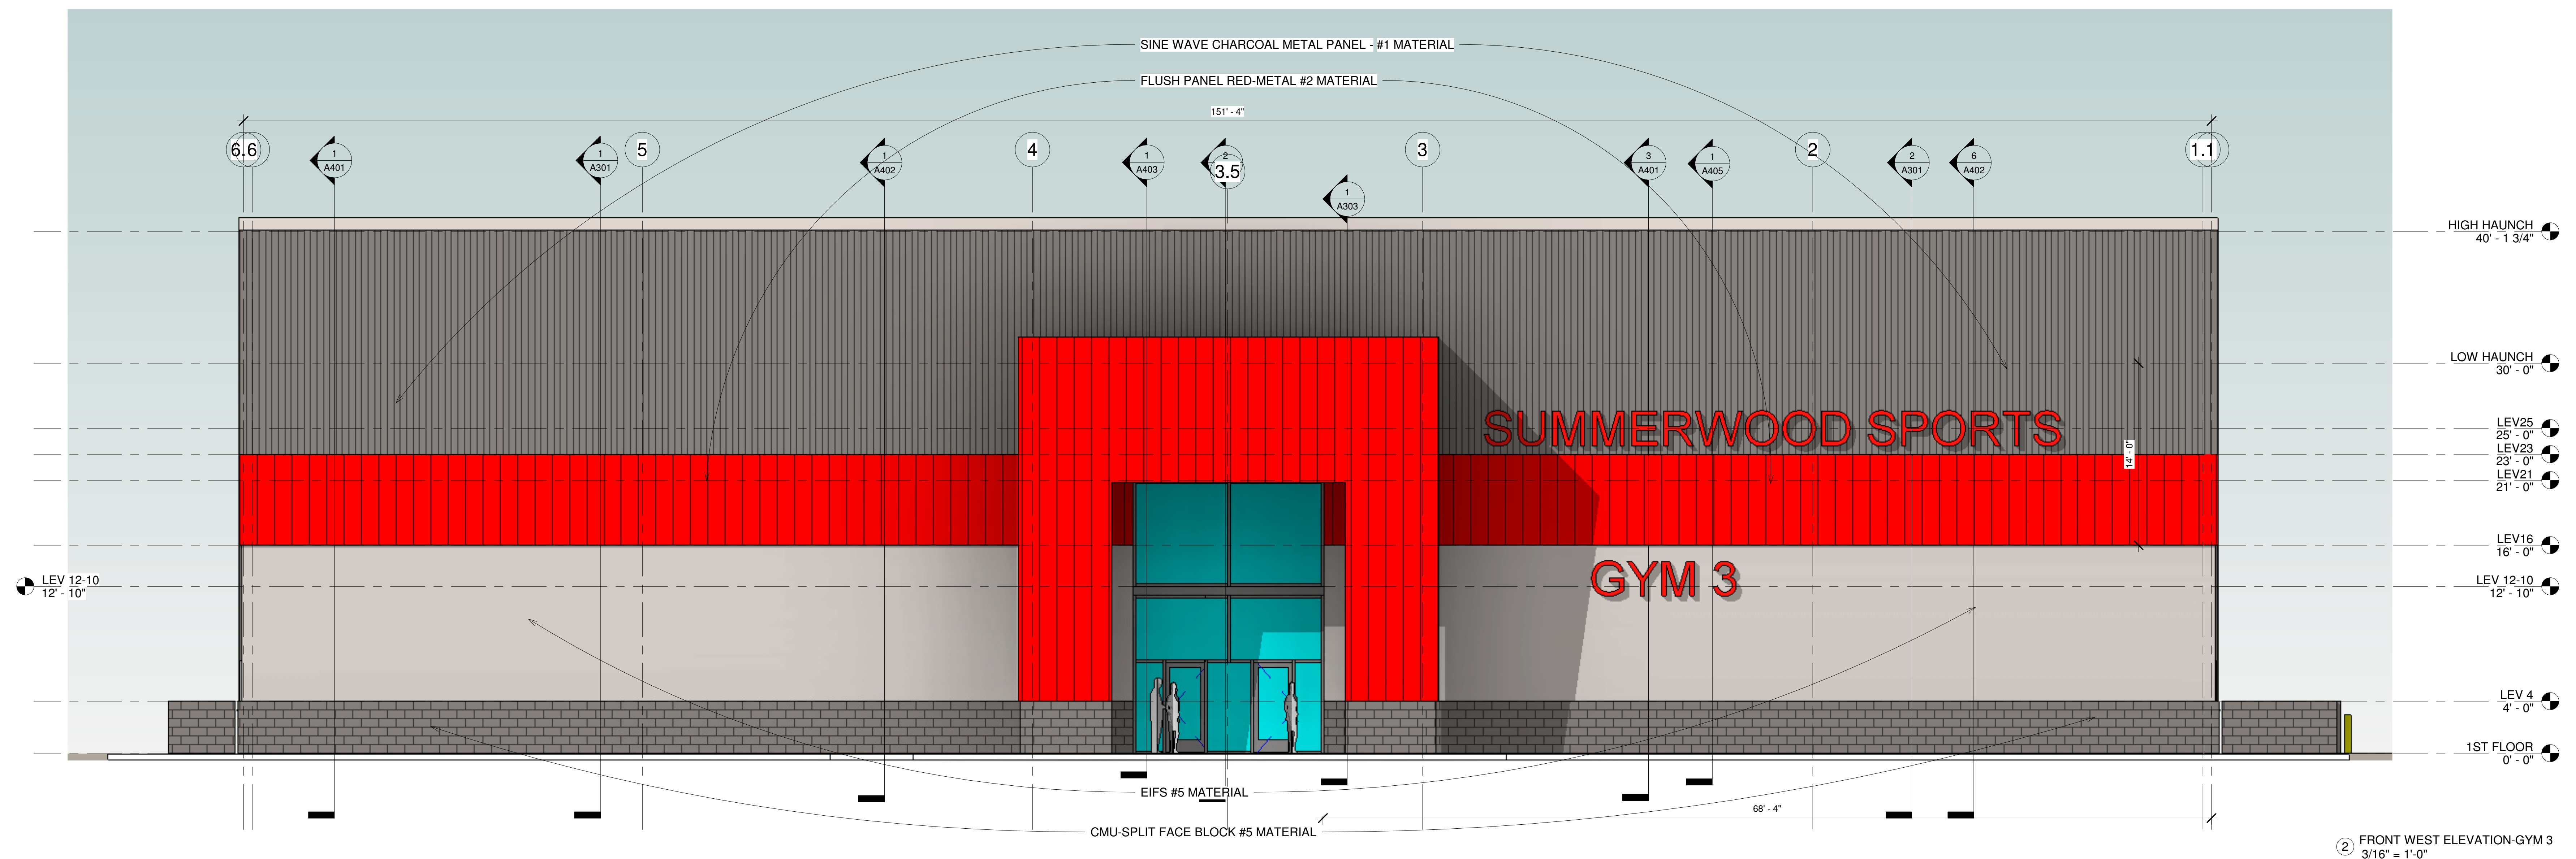 SINE WAVE CHARCOAL METAL PANEL - #1 MATERIAL
FLUSH PANEL RED-METAL #2 MATERIAL
151' - 4"
6.6
1
A401
1
A301
5
1
A402
4
1
A403
2
3.5
1
A303
3
3
A401
1
A405
2
2
A301
6
A402
1.1
HIGH HAUNCH
40' - 1 3/4"
LOW HAUNCH
30' - 0"
LEV25
25' - 0"
LEV23
23' - 0"
LEV21
21' - 0"
LEV16
16' - 0"
LEV 12-10
12' - 10"
LEV 4
4' - 0"
1ST FLOOR
0' - 0"
LEV 12-10
12' - 10"
14' - 0"
SUMMERWOOD SPORTS
GYM 3
EIFS #5 MATERIAL
68' - 4"
CMU-SPLIT FACE BLOCK #5 MATERIAL
2
FRONT WEST ELEVATION-GYM 3
3/16" = 1'-0"